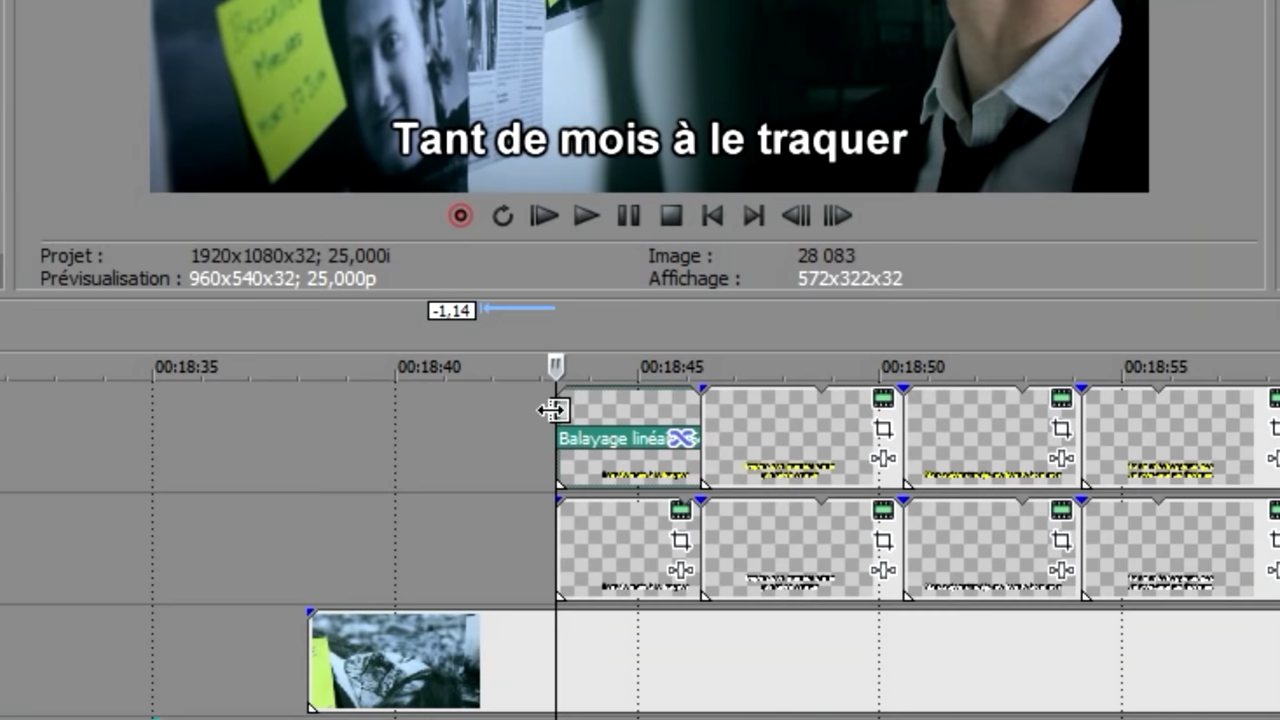 Tant de mois à le traquer
Projet : 1920x1080x32; 25,000i Image : 28 083
Prévisualisation : 960x540x32; 25,000p Affichage : 572x322x32
-1,14
00:18:35 00:18:40 00:18:45 00:18:50 00:18:55
Balayage linéa